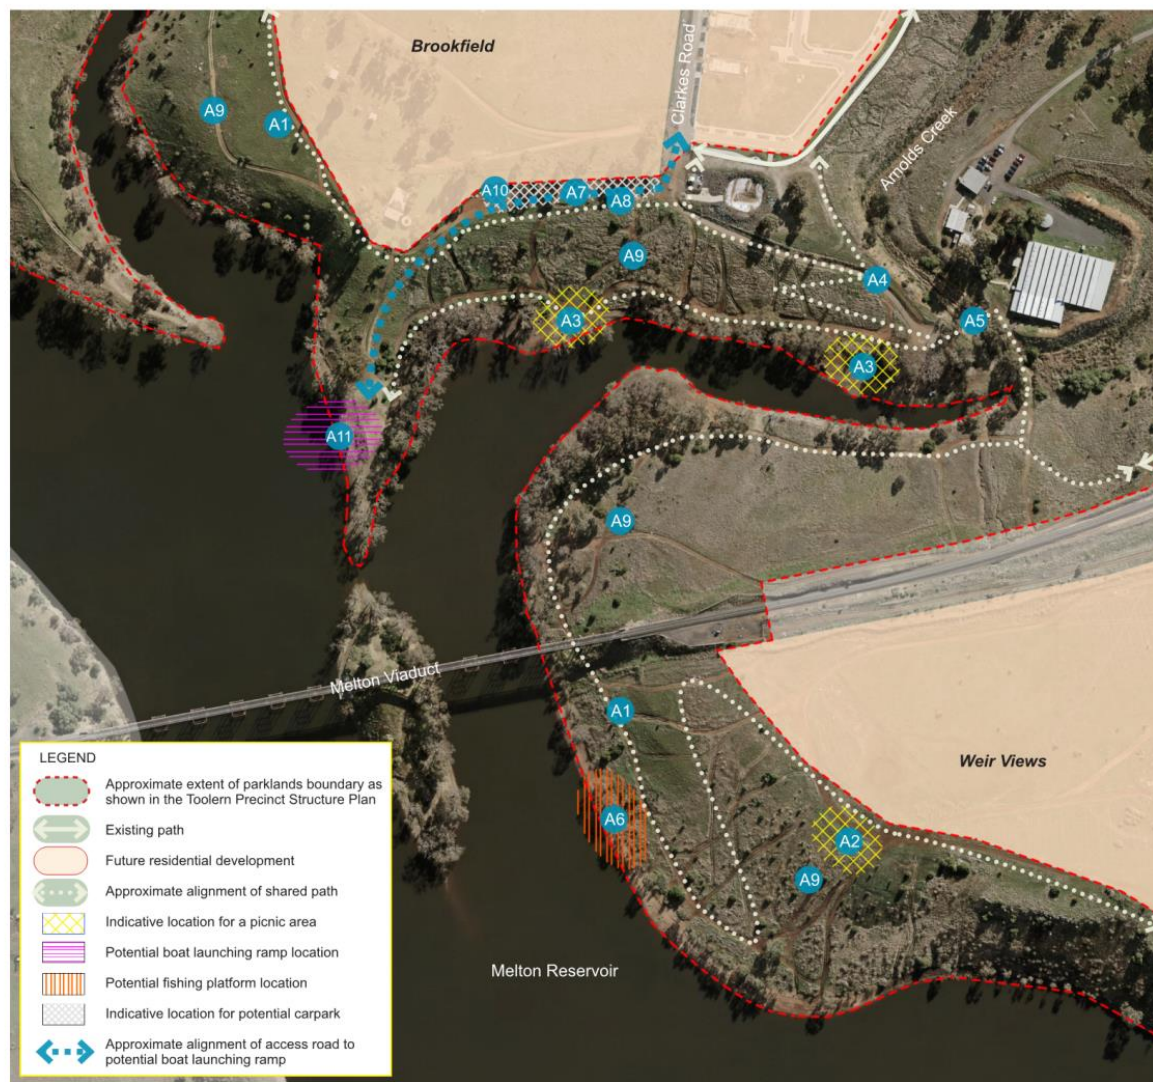 Brookfield
Clarkes Road
Arnolds Creek
A9
A1
A10
A7
A8
A9
A4
A3
A5
A3
A11
A9
Melton Viaduct
A1
Weir Views
A6
A2
A9
Melton Reservoir
LEGEND
Approximate extent of parklands boundary as
shown in the Toolern Precinct Structure Plan
Existing path
Future residential development
Approximate alignment of shared path
Indicative location for a picnic area
Potential boat launching ramp location
Potential fishing platform location
Indicative location for potential carpark
Approximate alignment of access road to
potential boat launching ramp